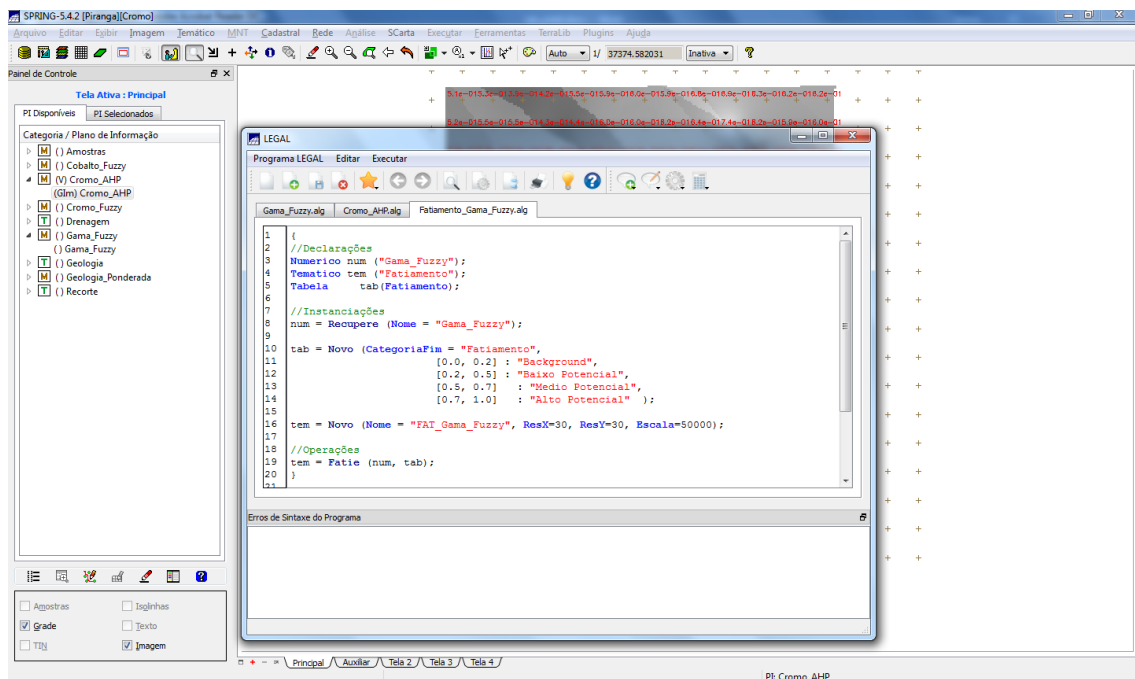 SPRING-5.4.2 [Piranga][Cromo]
Arquivo Editar Exibir Imagem Temático MNT Cadastral Rede Análise SCarta Executar Ferramentas TerraLib Plugins Ajuda
Auto 1/ 37374.582031 Inativa
Painel de Controle
Tela Ativa : Principal
PI Disponíveis PI Selecionados
Categoria / Plano de Informação
M () Amostras
M () Cobalto_Fuzzy
M (V) Cromo_AHP
(GIm) Cromo_AHP
M () Cromo_Fuzzy
T () Drenagem
M () Gama_Fuzzy
() Gama_Fuzzy
T () Geologia
M () Geologia_Ponderada
T () Recorte
Amostras Isolinhas
Grade Texto
TIN Imagem
LEGAL
Programa LEGAL Editar Executar
Gama_Fuzzy.alg Cromo_AHP.alg Fatiamento_Gama_Fuzzy.alg
1 {
2 //Declarações
3 Numerico num ("Gama_Fuzzy");
4 Tematico tem ("Fatiamento");
5 Tabela tab(Fatiamento);
6
7 //Instanciações
8 num = Recupere (Nome = "Gama_Fuzzy");
9
10 tab = Novo (CategoriaFim = "Fatiamento",
11 [0.0, 0.2] : "Background",
12 [0.2, 0.5] : "Baixo Potencial",
13 [0.5, 0.7] : "Medio Potencial",
14 [0.7, 1.0] : "Alto Potencial" );
15
16 tem = Novo (Nome = "FAT_Gama_Fuzzy", ResX=30, ResY=30, Escala=50000);
17
18 //Operações
19 tem = Fatie (num, tab);
20 }
21
Erros de Sintaxe do Programa
Principal Auxiliar Tela 2 Tela 3 Tela 4
PI: Cromo_AHP